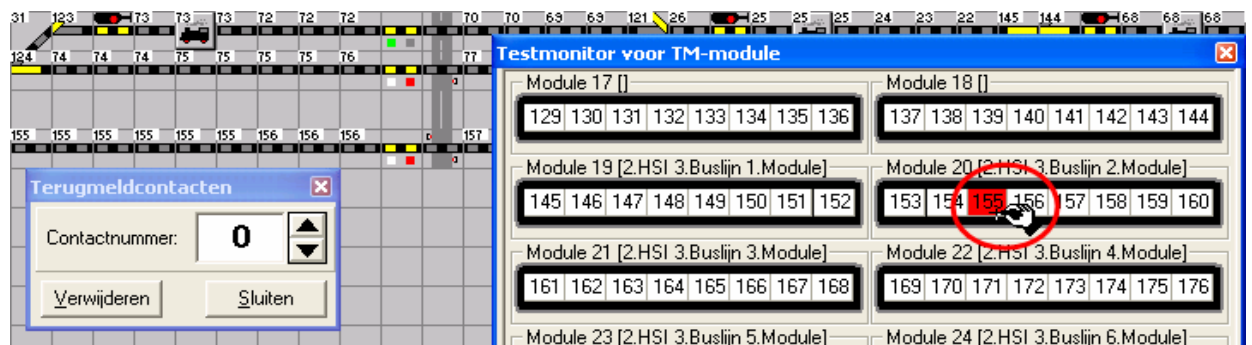 31 123 73 73 73 72 72 72 70 70 69 69 121 26 25 25 25 24 23 22 145 144 68 68 68
124 74 74 74 75 75 75 76 77
155 155 155 155 155 155 156 156 156 157
Terugmeldcontacten
Contactnummer: 0
Verwijderen Sluiten
Testmonitor voor TM-module
Module 17 [] Module 18 []
129 130 131 132 133 134 135 136 137 138 139 140 141 142 143 144
Module 19 [2.HSI 3.Buslijn 1.Module] Module 20 [2.HSI 3.Buslijn 2.Module]
145 146 147 148 149 150 151 152 153 154 155 156 157 158 159 160
Module 21 [2.HSI 3.Buslijn 3.Module] Module 22 [2.HSI 3.Buslijn 4.Module]
161 162 163 164 165 166 167 168 169 170 171 172 173 174 175 176
Module 23 [2.HSI 3.Buslijn 5.Module] Module 24 [2.HSI 3.Buslijn 6.Module]